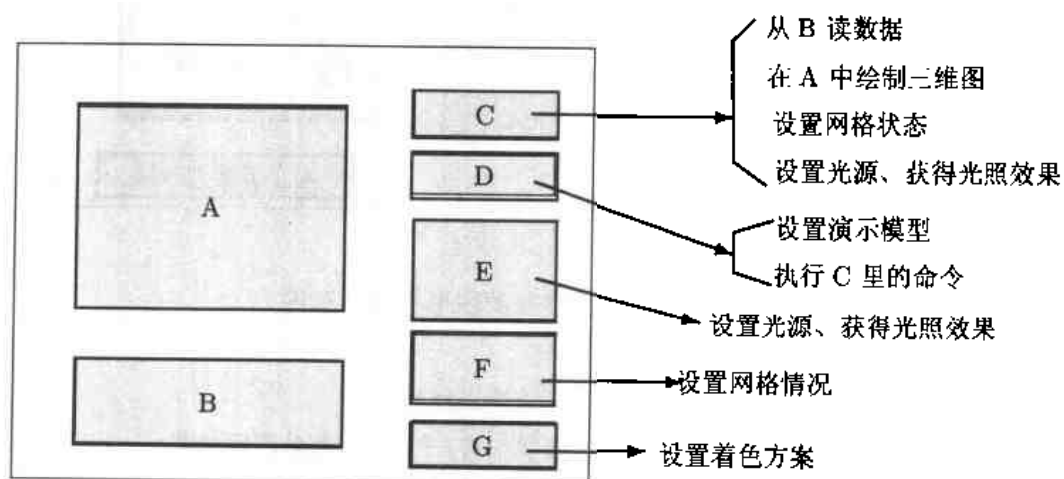 从 B 读数据
在 A 中绘制三维图
设置网格状态
设置光源、获得光照效果
设置演示模型
执行 C 里的命令
设置光源、获得光照效果
设置网格情况
设置着色方案
A
B
C
D
E
F
G